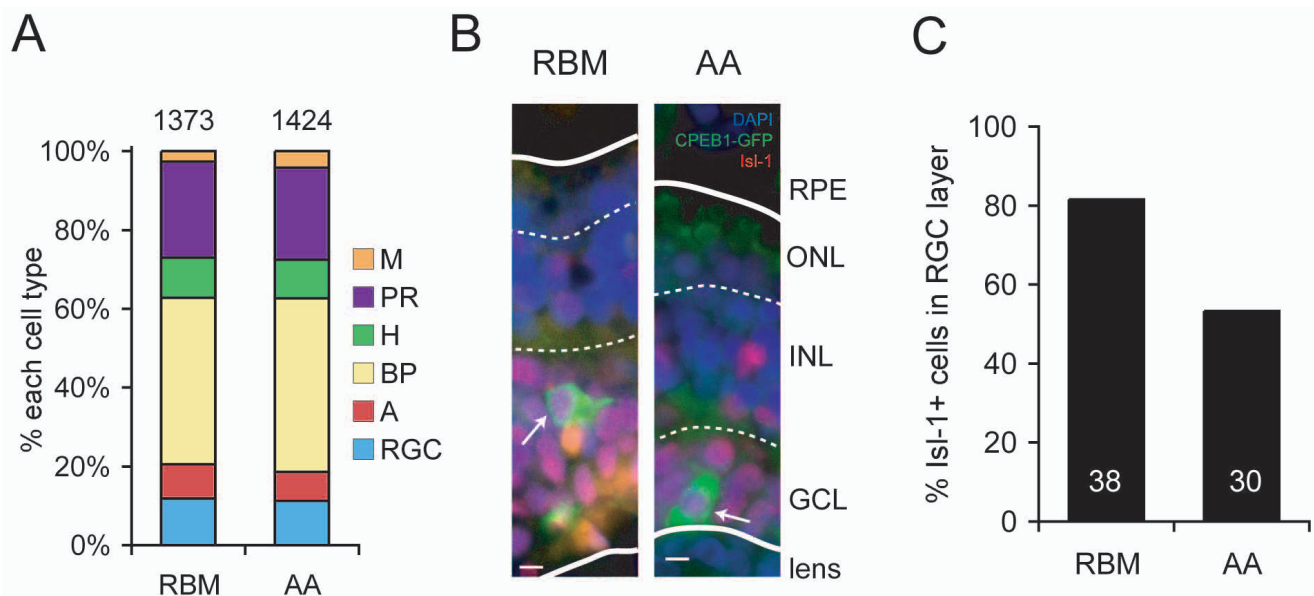 A
1373 1424
100%
80%
60%
40%
20%
0%
% each cell type
RBM AA
M
PR
H
BP
A
RGC
B
RBM AA
DAPI
CPEB1-GFP
Isl-1
RPE
ONL
INL
GCL
lens
C
% Isl-1+ cells in RGC layer
100
80
60
40
20
0
38 30
RBM AA